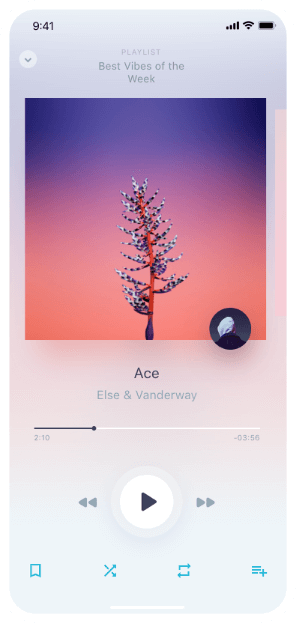 9:41
PLAYLIST
Best Vibes of the
Week
Ace
Else & Vanderway
2:10
-03:56